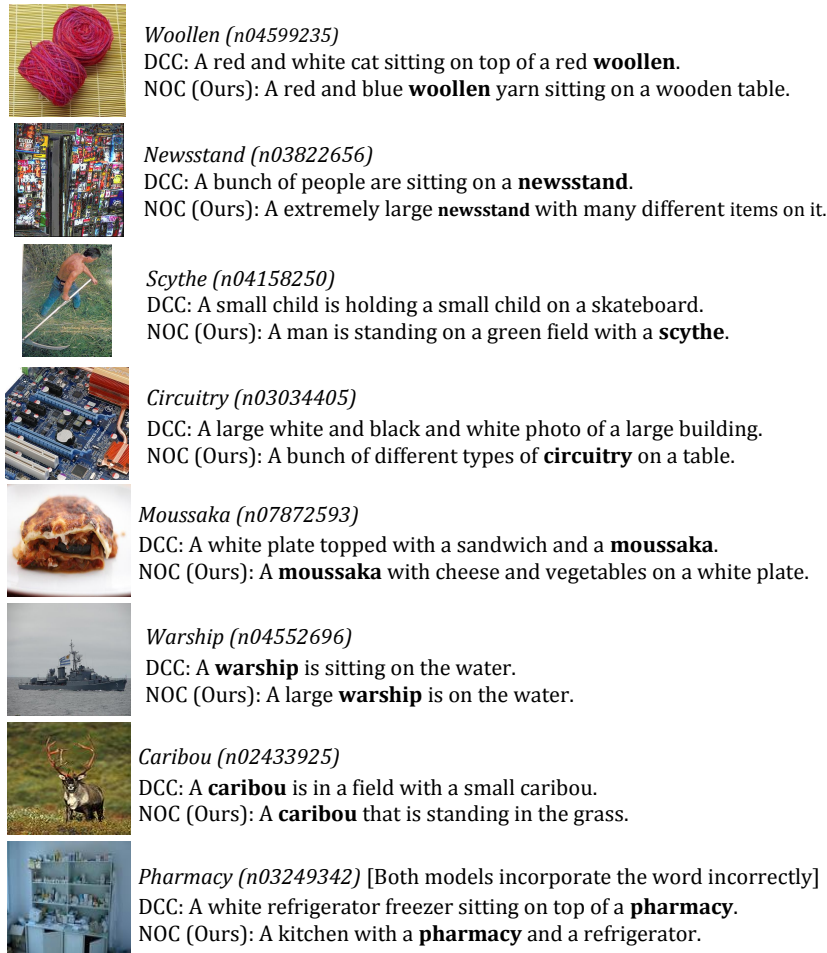 Woollen (n04599235)
DCC: A red and white cat sitting on top of a red woollen.
NOC (Ours): A red and blue woollen yarn sitting on a wooden table.
Newsstand (n03822656)
DCC: A bunch of people are sitting on a newsstand.
NOC (Ours): A extremely large newsstand with many different items on it.
Scythe (n04158250)
DCC: A small child is holding a small child on a skateboard.
NOC (Ours): A man is standing on a green field with a scythe.
Circuitry (n03034405)
DCC: A large white and black and white photo of a large building.
NOC (Ours): A bunch of different types of circuitry on a table.
Moussaka (n07872593)
DCC: A white plate topped with a sandwich and a moussaka.
NOC (Ours): A moussaka with cheese and vegetables on a white plate.
Warship (n04552696)
DCC: A warship is sitting on the water.
NOC (Ours): A large warship is on the water.
Caribou (n02433925)
DCC: A caribou is in a field with a small caribou.
NOC (Ours): A caribou that is standing in the grass.
Pharmacy (n03249342) [Both models incorporate the word incorrectly]
DCC: A white refrigerator freezer sitting on top of a pharmacy.
NOC (Ours): A kitchen with a pharmacy and a refrigerator.